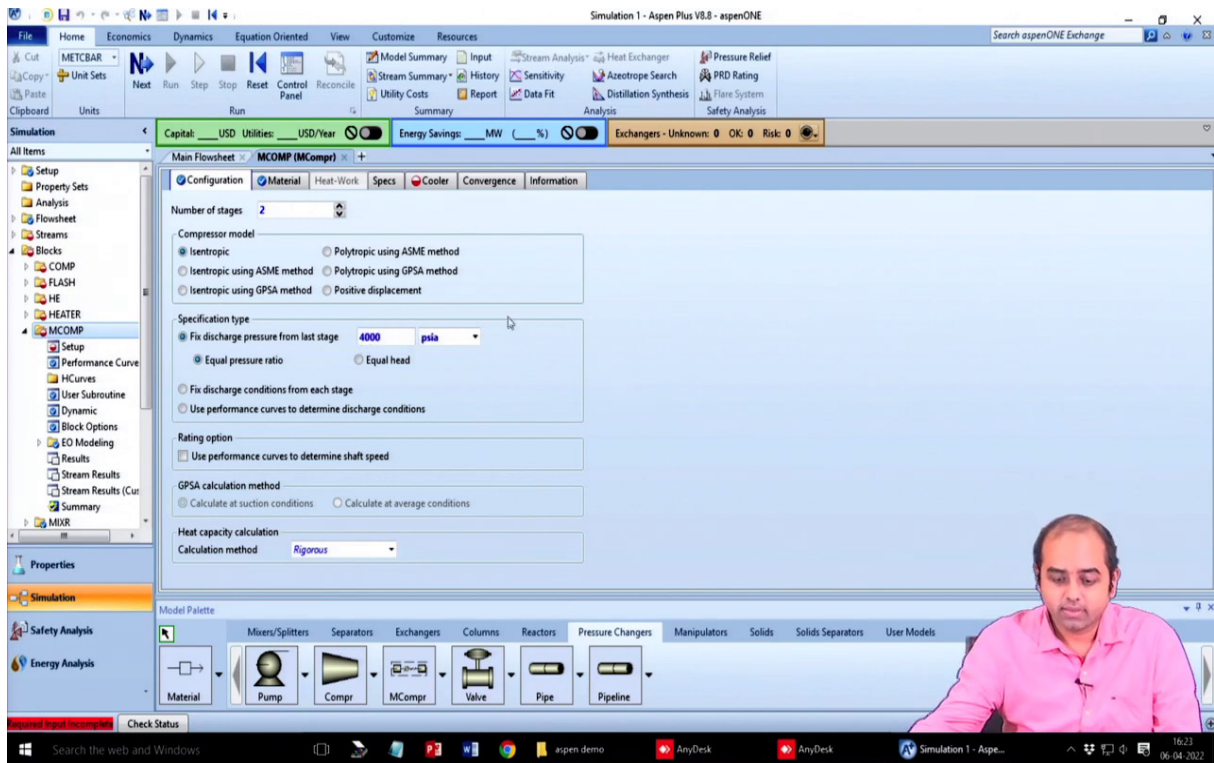 Simulation 1 - Aspen Plus V8.8 - aspenONE
File Home Economics Dynamics Equation Oriented View Customize Resources Search aspenONE Exchange
Cut METCBAR Model Summary Input Stream Analysis Heat Exchanger Pressure Relief
Copy Unit Sets Next Run Step Stop Reset Control Panel Reconcile Stream Summary History Sensitivity Azeotrope Search PRD Rating
Paste Utility Costs Report Data Fit Distillation Synthesis Flare System
Clipboard Units Run Summary Analysis Safety Analysis
Simulation Capital: ____USD Utilities: ____USD/Year Energy Savings: ____MW (____%) Exchangers - Unknown: 0 OK: 0 Risk: 0
All Items Main Flowsheet MCOMP (MCompr) +
Setup
Property Sets
Analysis
Flowsheet
Streams
Blocks
COMP
FLASH
HE
HEATER
MCOMP
Setup
Performance Curve
HCurves
User Subroutine
Dynamic
Block Options
EO Modeling
Results
Stream Results
Stream Results (Cus
Summary
MIXR
Properties
Simulation
Safety Analysis
Energy Analysis
Configuration Material Heat-Work Specs Cooler Convergence Information
Number of stages 2
Compressor model
Isentropic Polytropic using ASME method
Isentropic using ASME method Polytropic using GPSA method
Isentropic using GPSA method Positive displacement
Specification type
Fix discharge pressure from last stage 4000 psia
Equal pressure ratio Equal head
Fix discharge conditions from each stage
Use performance curves to determine discharge conditions
Rating option
Use performance curves to determine shaft speed
GPSA calculation method
Calculate at suction conditions Calculate at average conditions
Heat capacity calculation
Calculation method Rigorous
Model Palette
Mixers/Splitters Separators Exchangers Columns Reactors Pressure Changers Manipulators Solids Solids Separators User Models
Material Pump Compr MCompr Valve Pipe Pipeline
Required Input Incomplete Check Status
Search the web and Windows aspen demo AnyDesk AnyDesk Simulation 1 - Aspe... 16:23
06-04-2022